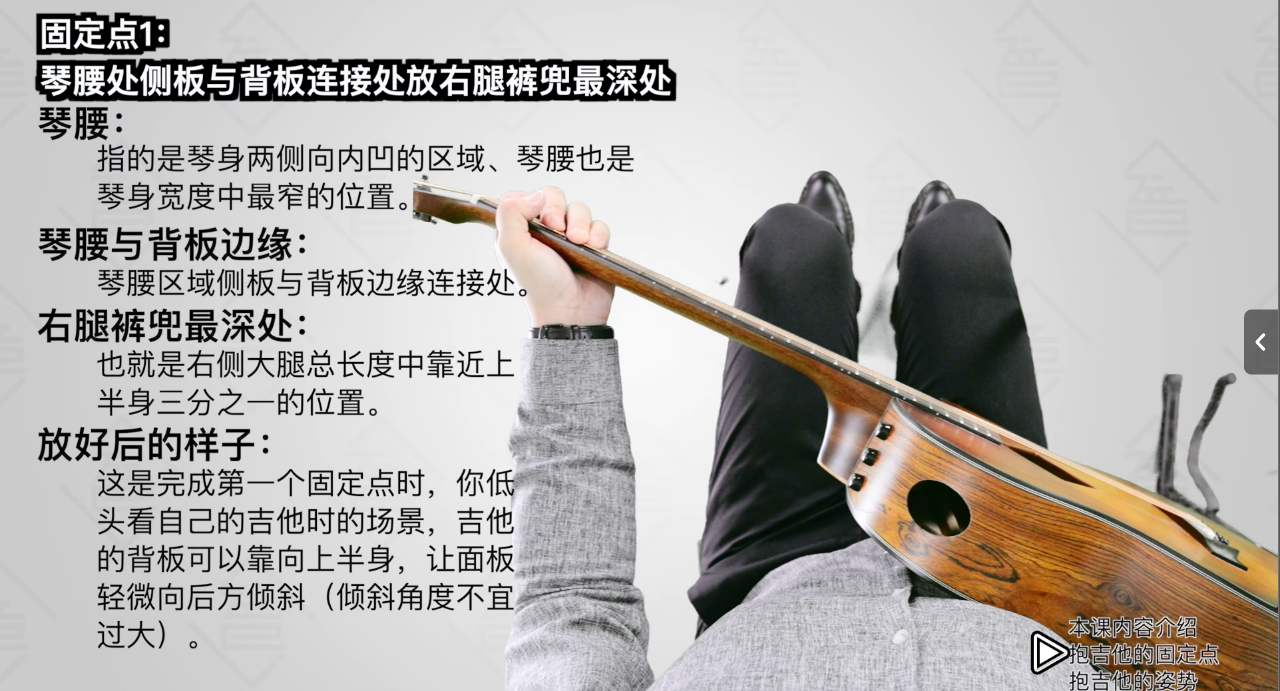 固定点1:
琴腰处侧板与背板连接处放右腿裤兜最深处
琴腰：
指的是琴身两侧向内凹的区域、琴腰也是
琴身宽度中最窄的位置。
琴腰与背板边缘：
琴腰区域侧板与背板边缘连接处。
右腿裤兜最深处：
也就是右侧大腿总长度中靠近上
半身三分之一的位置。
放好后的样子：
这是完成第一个固定点时，你低
头看自己的吉他时的场景，吉他
的背板可以靠向上半身，让面板
轻微向后方倾斜（倾斜角度不宜
过大）。
本课内容介绍
抱吉他的固定点
抱吉他的姿势